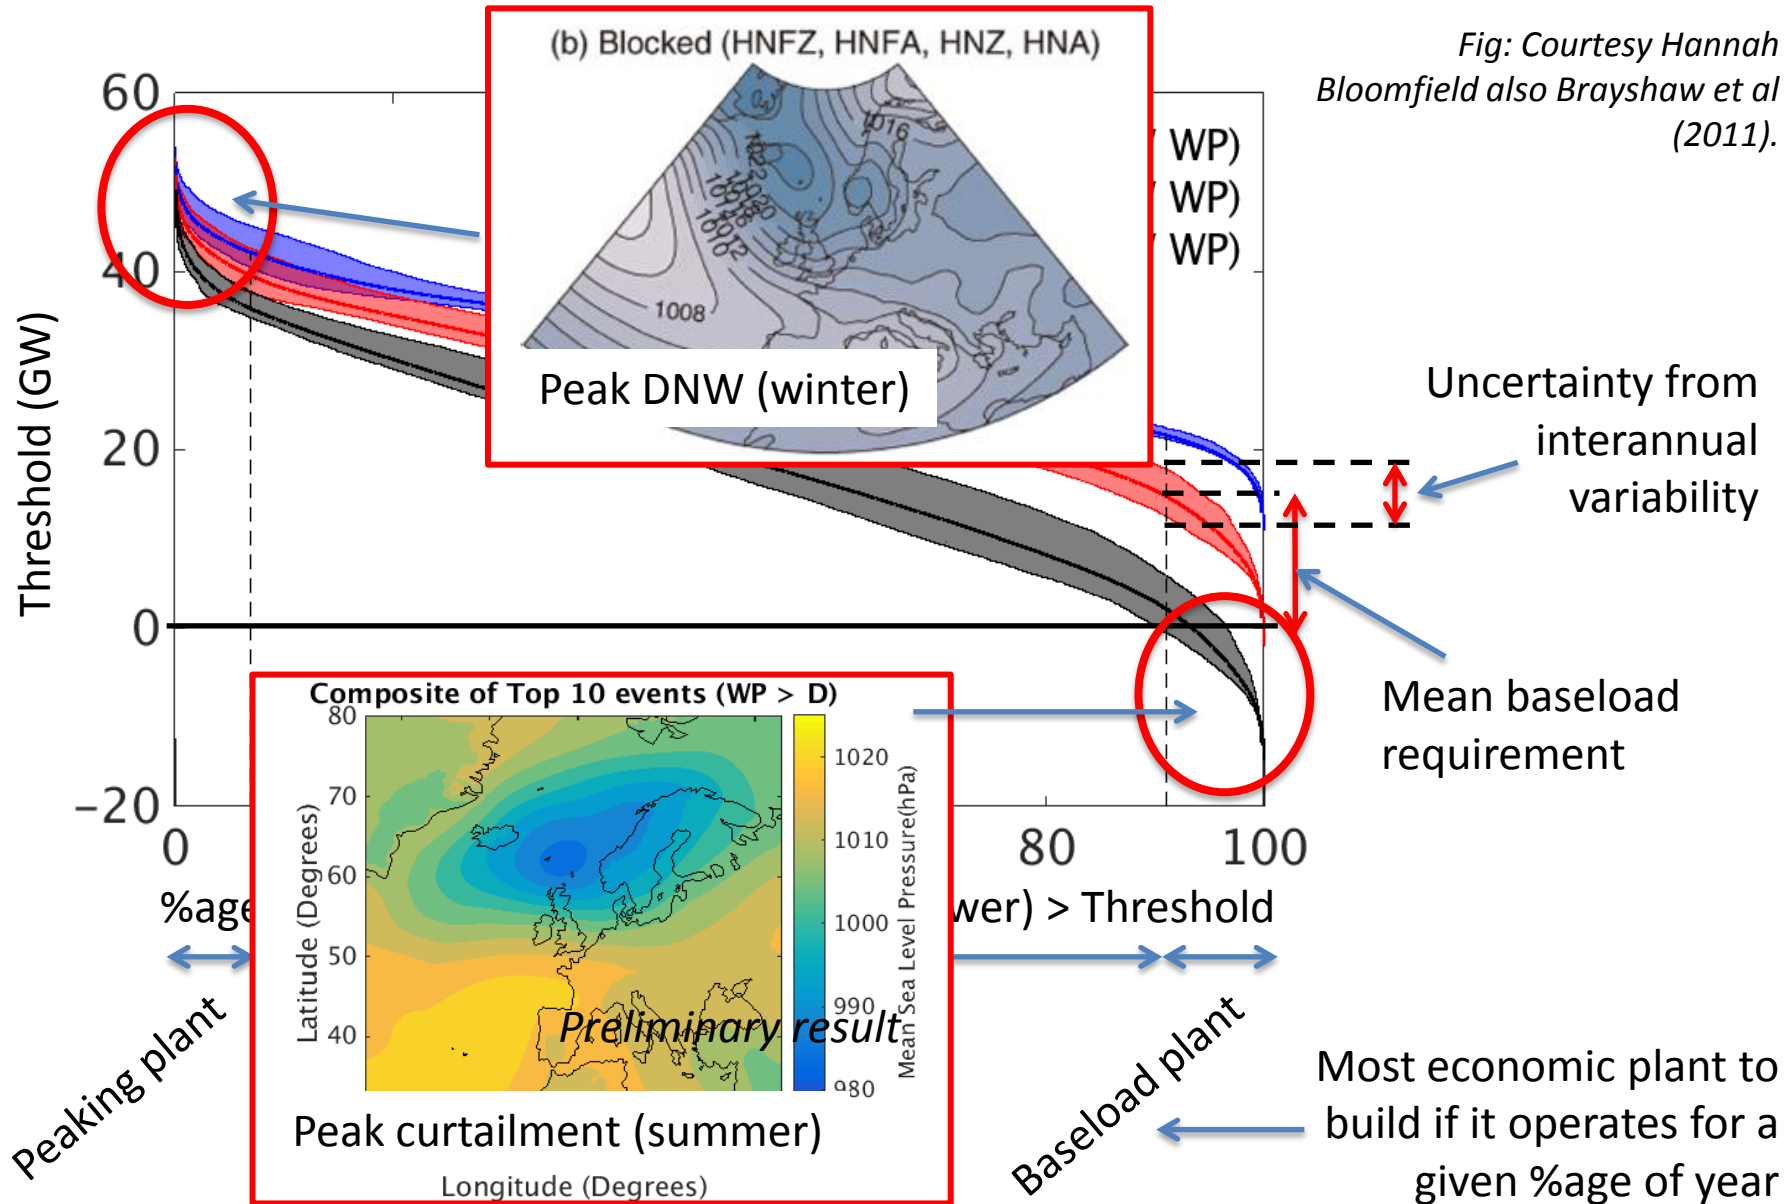 (b) Blocked (HNFZ, HNFA, HNZ, HNA)
Fig: Courtesy Hannah
Bloomfield also Brayshaw et al
(2011).
60
40
20
0
−20
Threshold (GW)
WP)
WP)
WP)
1016
1008
1012
1010
Peak DNW (winter)
Uncertainty from
interannual
variability
Mean baseload
requirement
0
80
100
%age
wer) > Threshold
Composite of Top 10 events (WP > D)
80
70
60
50
40
Latitude (Degrees)
1020
1010
1000
990
980
Mean Sea Level Pressure(hPa)
Preliminary result
Peak curtailment (summer)
Longitude (Degrees)
Peaking plant
Baseload plant
Most economic plant to
build if it operates for a
given %age of year